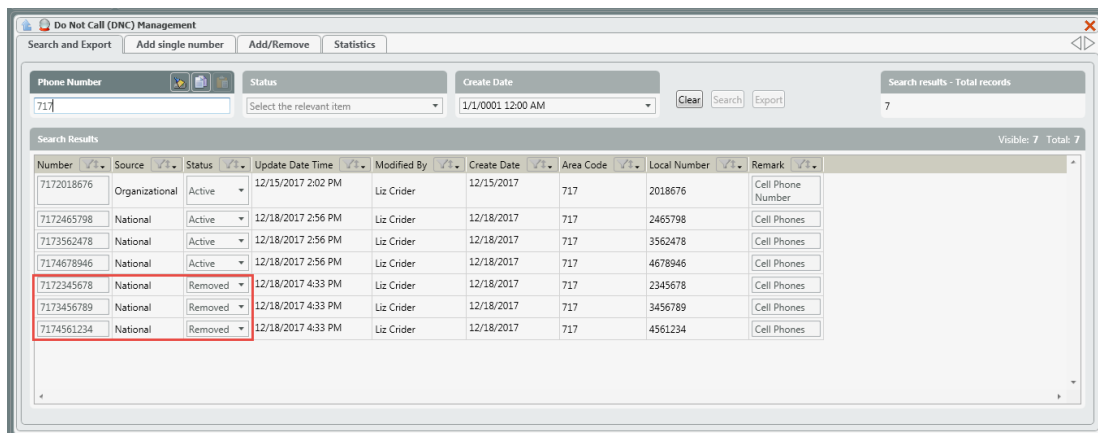 Do Not Call (DNC) Management
Search and Export Add single number Add/Remove Statistics
Phone Number Status Create Date Search results - Total records
717 Select the relevant item 1/1/0001 12:00 AM Clear Search Export 7
Search Results Visible: 7 Total: 7
Number Source Status Update Date Time Modified By Create Date Area Code Local Number Remark
7172018676 Organizational Active 12/15/2017 2:02 PM Liz Crider 12/15/2017 717 2018676 Cell Phone
Number
7172465798 National Active 12/18/2017 2:56 PM Liz Crider 12/18/2017 717 2465798 Cell Phones
7173562478 National Active 12/18/2017 2:56 PM Liz Crider 12/18/2017 717 3562478 Cell Phones
7174678946 National Active 12/18/2017 2:56 PM Liz Crider 12/18/2017 717 4678946 Cell Phones
7172345678 National Removed 12/18/2017 4:33 PM Liz Crider 12/18/2017 717 2345678 Cell Phones
7173456789 National Removed 12/18/2017 4:33 PM Liz Crider 12/18/2017 717 3456789 Cell Phones
7174561234 National Removed 12/18/2017 4:33 PM Liz Crider 12/18/2017 717 4561234 Cell Phones